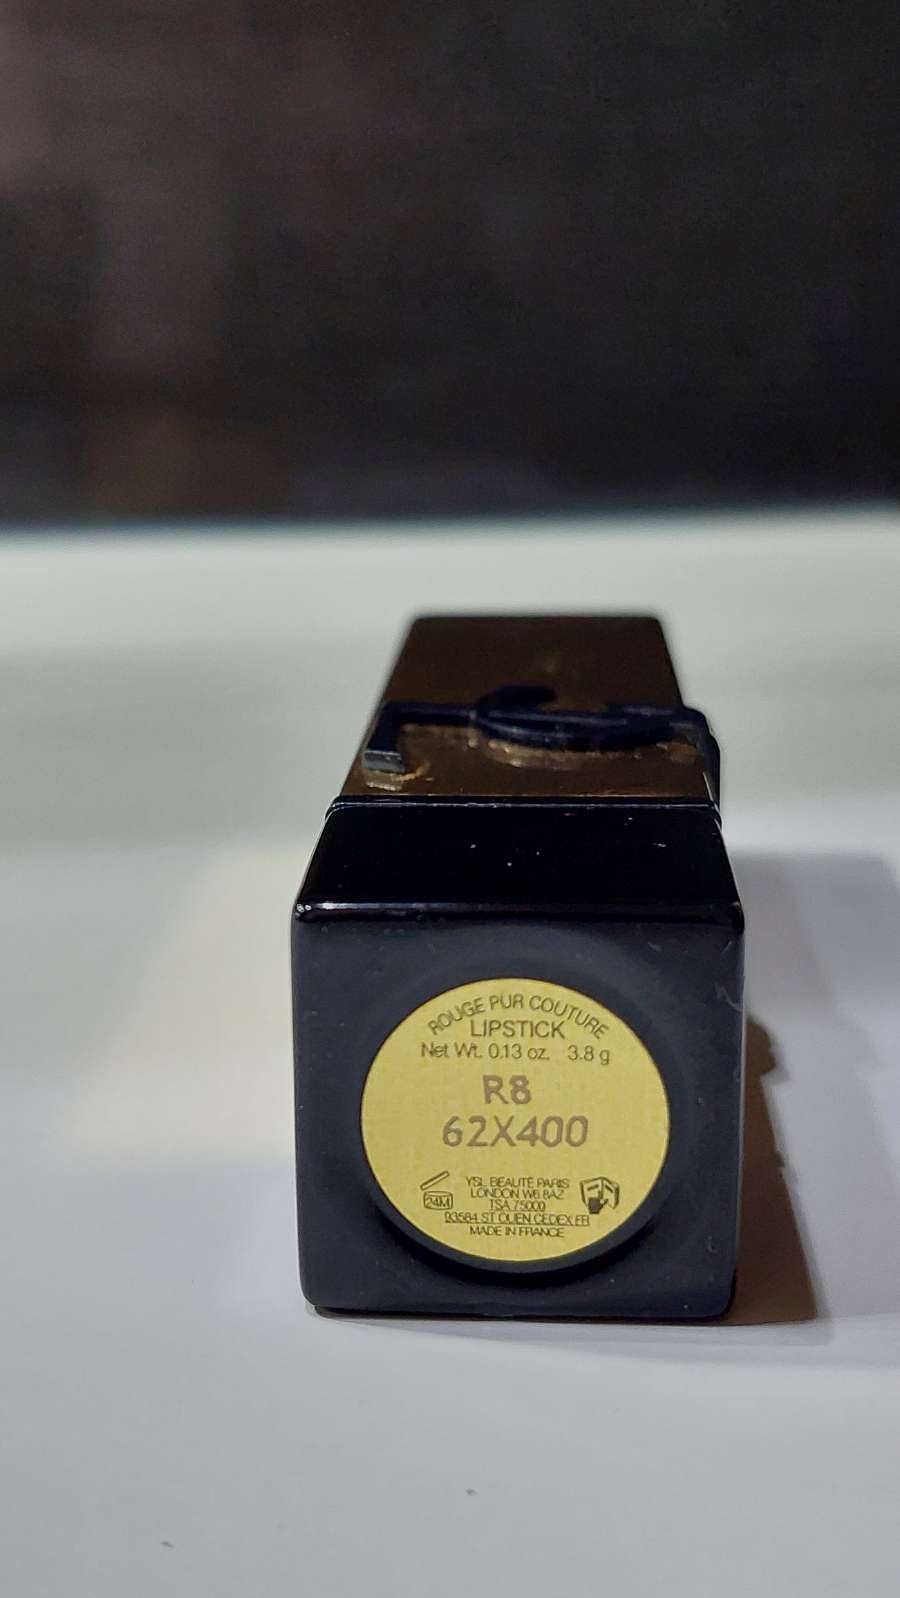 ROUGE PUR COUTURE
LIPSTICK
Net Wt. 0.13 oz. 3.8 g
R8
62X400
24M
YSL BEAUTÉ PARIS
LONDON W6 8AZ
TSA 75000
93584 ST OUEN CEDEX FR
MADE IN FRANCE